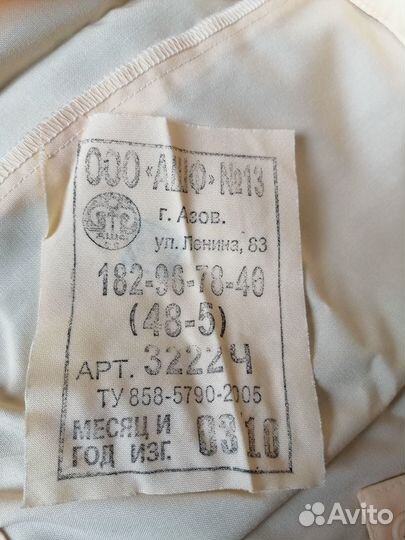 ООО «АШФ» №13
г. Азов.
ул. Ленина, 83
182-96-78-40
(48-5)
АРТ. 3222Ч
ТУ 858-5790-2005
МЕСЯЦ И
ГОД ИЗГ. 03 10
Avito